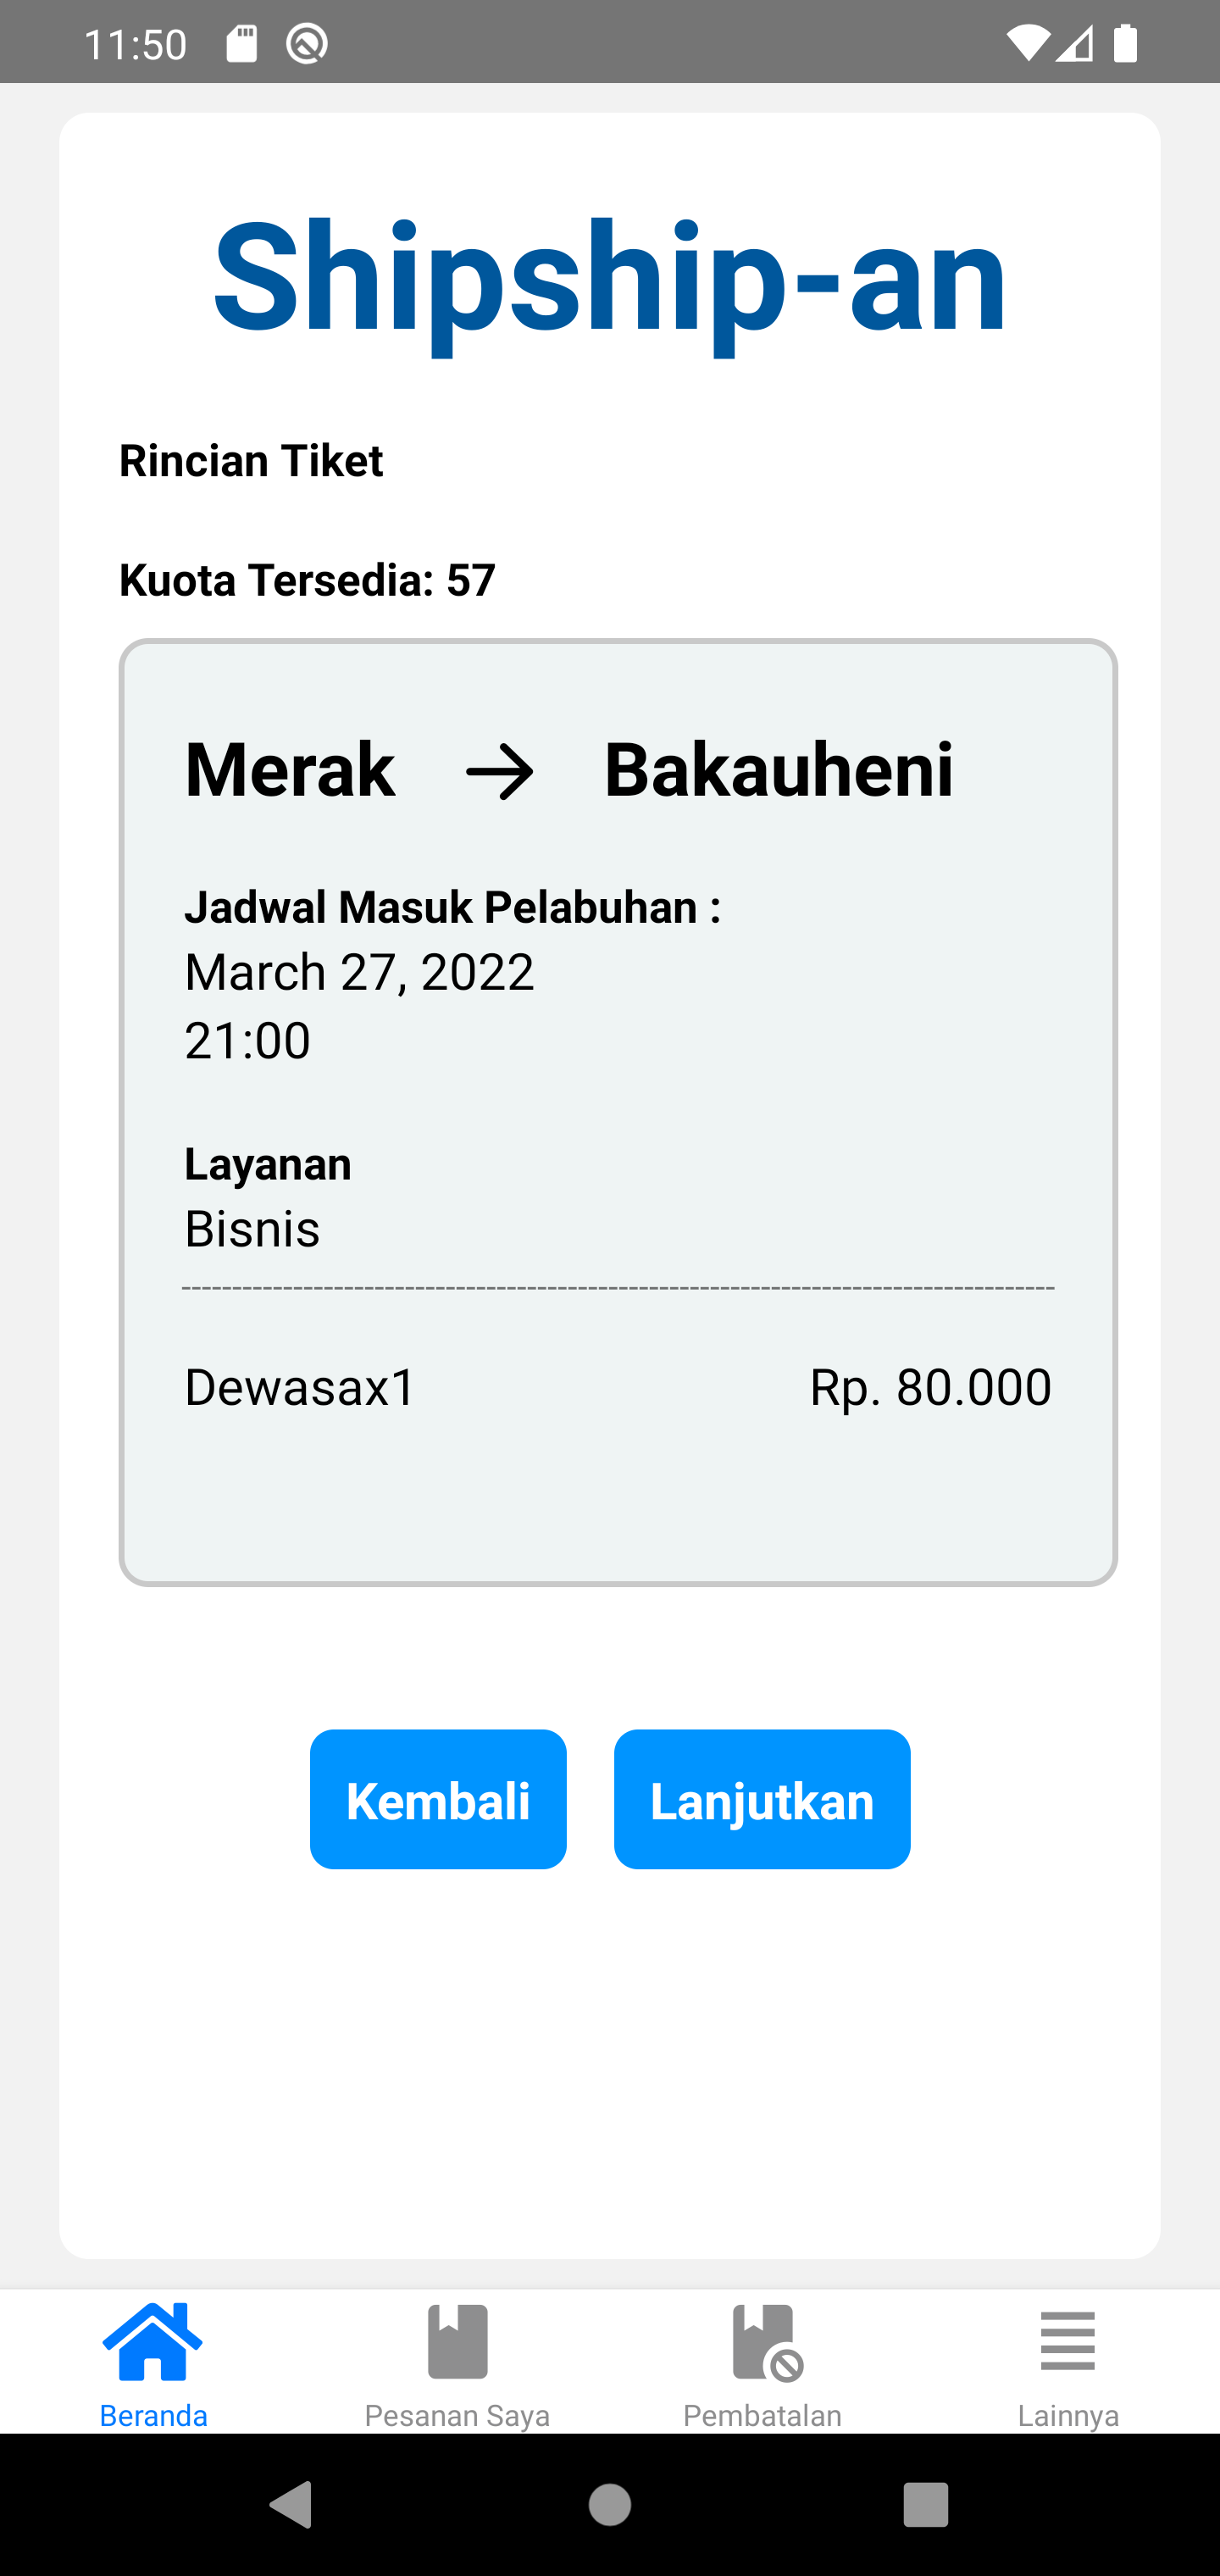 11:50
Shipship-an
Rincian Tiket
Kuota Tersedia: 57
Merak → Bakauheni
Jadwal Masuk Pelabuhan :
March 27, 2022
21:00
Layanan
Bisnis
Dewasax1 Rp. 80.000
Kembali Lanjutkan
Beranda Pesanan Saya Pembatalan Lainnya